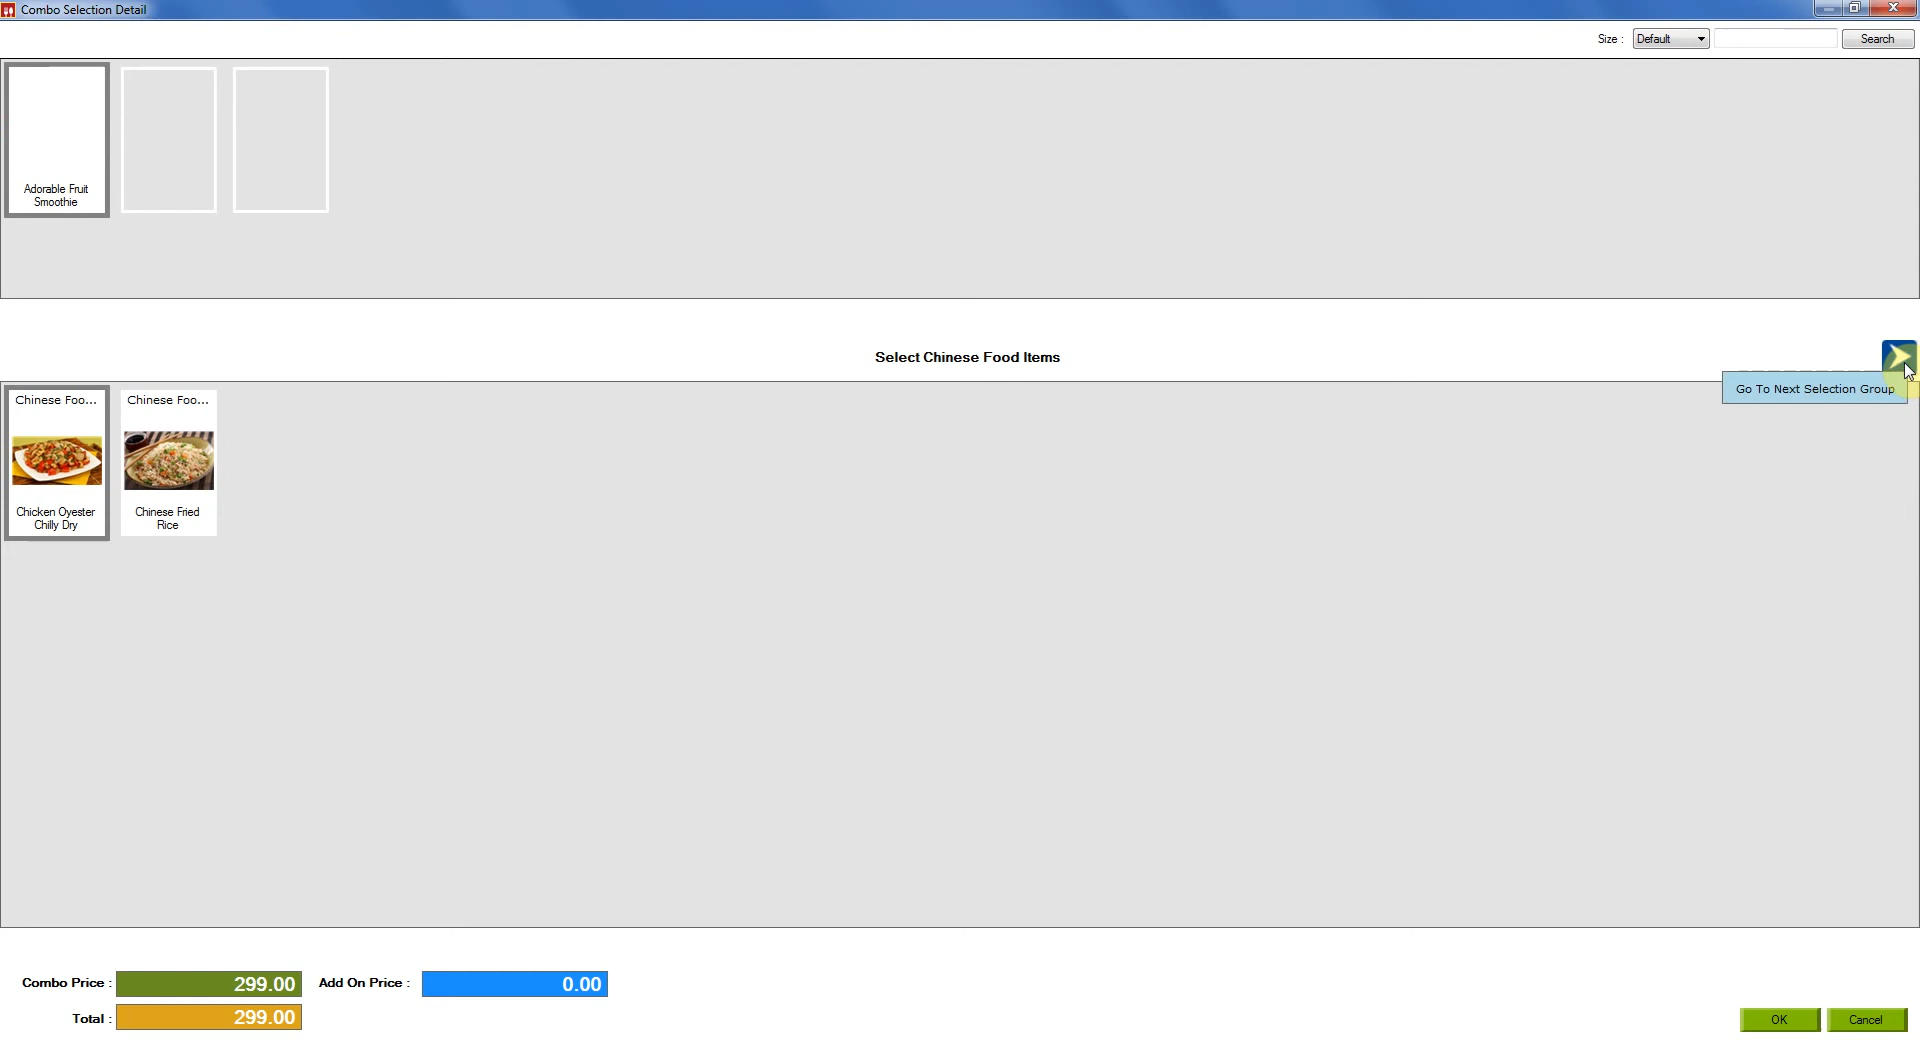 Combo Selection Detail
Size : Default Search
Adorable Fruit
Smoothie
Select Chinese Food Items
Go To Next Selection Group
Chinese Foo...
Chicken Oyester
Chilly Dry
Chinese Foo...
Chinese Fried
Rice
Combo Price : 299.00 Add On Price : 0.00
Total : 299.00
OK Cancel